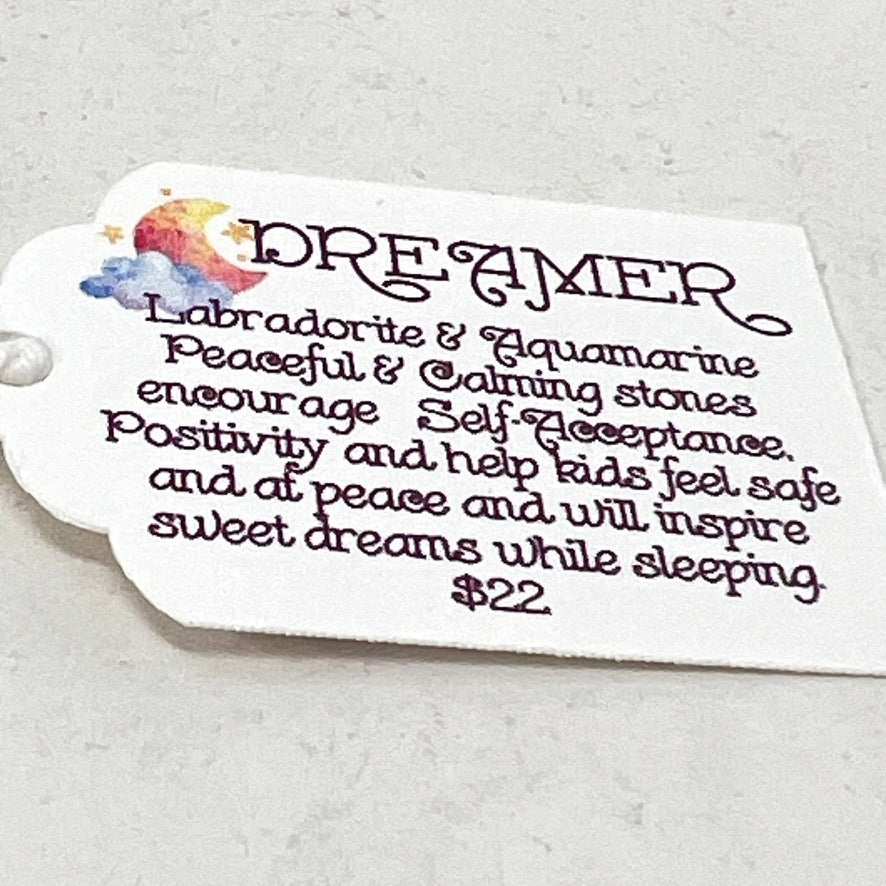 DREAMER
Labradorite & Aquamarine
Peaceful & Calming stones
encourage Self-Acceptance,
Positivity and help kids feel safe
and at peace and will inspire
sweet dreams while sleeping.
$22